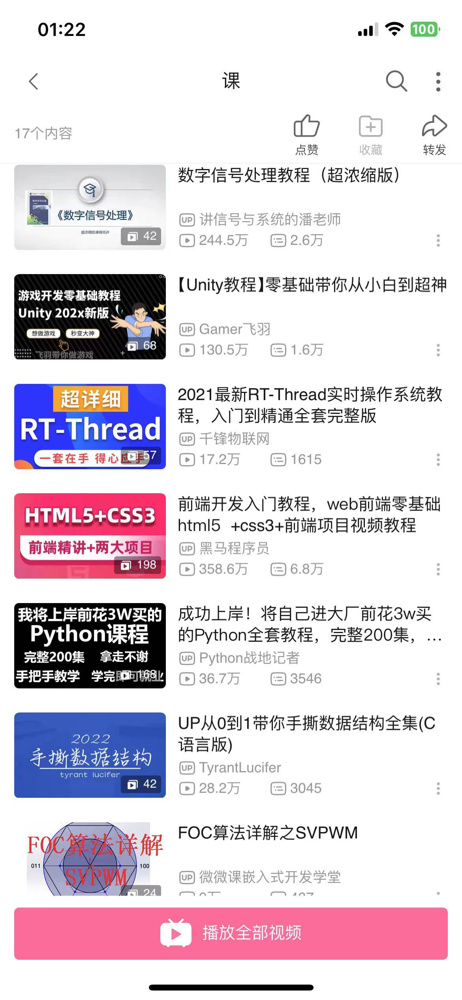 01:22
100
课
17个内容
点赞
收藏
转发
《数字信号处理》
超浓缩版课程精讲
42
数字信号处理教程（超浓缩版）
UP 讲信号与系统的潘老师
244.5万 2.6万
游戏开发零基础教程
Unity 202x新版
想做游戏 秒变大神
飞羽带你做游戏
68
【Unity教程】零基础带你从小白到超神
UP Gamer飞羽
130.5万 1.6万
超详细
RT-Thread
一套在手 得心应手
57
2021最新RT-Thread实时操作系统教
程，入门到精通全套完整版
UP 千锋物联网
17.2万 1615
HTML5+CSS3
前端精讲+两大项目
198
前端开发入门教程，web前端零基础
html5 +css3+前端项目视频教程
UP 黑马程序员
358.6万 6.8万
我将上岸前花3W买的
Python课程
完整200集 拿走不谢
手把手教学 学完即可就业
168
成功上岸！将自己进大厂前花3w买
的Python全套教程，完整200集，...
UP Python战地记者
36.7万 3546
2022
手撕数据结构
tyrant lucifer
42
UP从0到1带你手撕数据结构全集(C
语言版)
UP TyrantLucifer
28.2万 3045
FOC算法详解
011 100
SVPWM
24
FOC算法详解之SVPWM
UP 微微课嵌入式开发学堂
播放全部视频